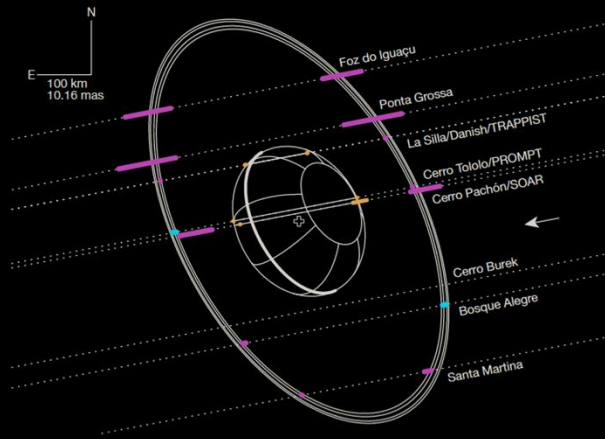 N
E
100 km
10.16 mas
Foz do Iguaçu
Ponta Grossa
La Silla/Danish/TRAPPIST
Cerro Tololo/PROMPT
Cerro Pachón/SOAR
Cerro Burek
Bosque Alegre
Santa Martina